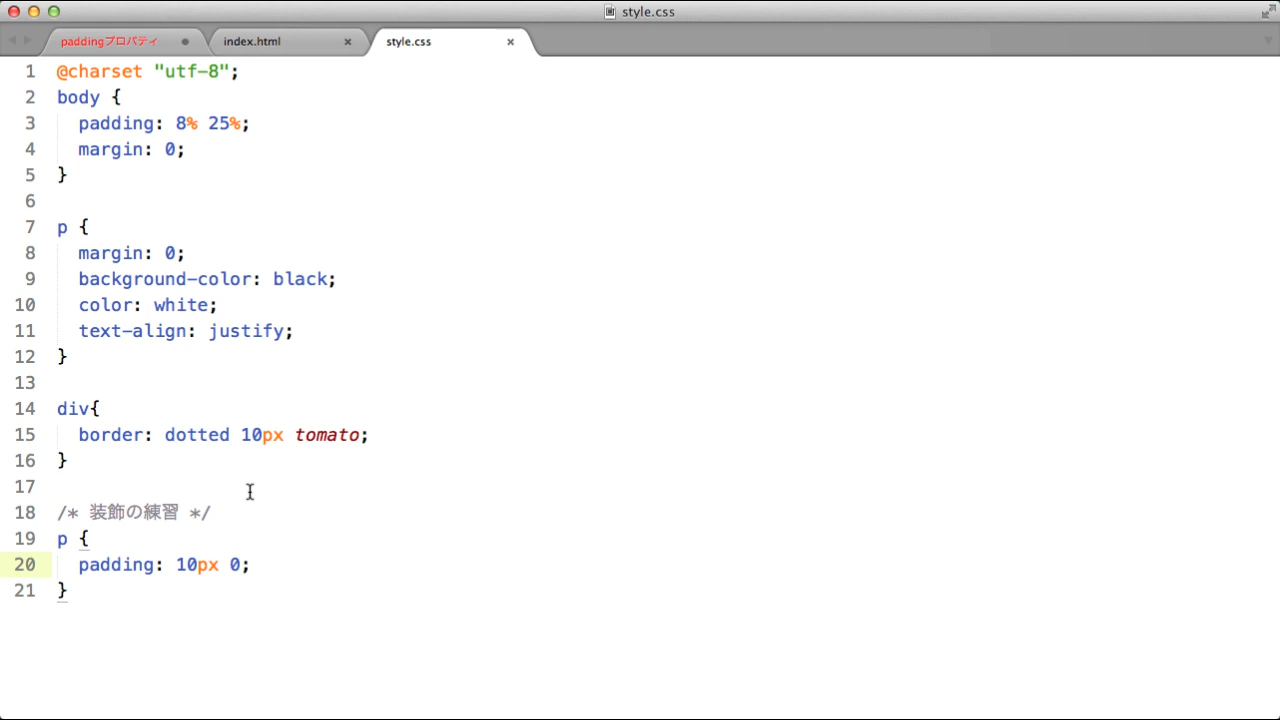 style.css
paddingプロパティ
index.html
style.css
1 @charset "utf-8";
2 body {
3 padding: 8% 25%;
4 margin: 0;
5 }
6
7 p {
8 margin: 0;
9 background-color: black;
10 color: white;
11 text-align: justify;
12 }
13
14 div{
15 border: dotted 10px tomato;
16 }
17
18 /* 装飾の練習 */
19 p {
20 padding: 10px 0;
21 }